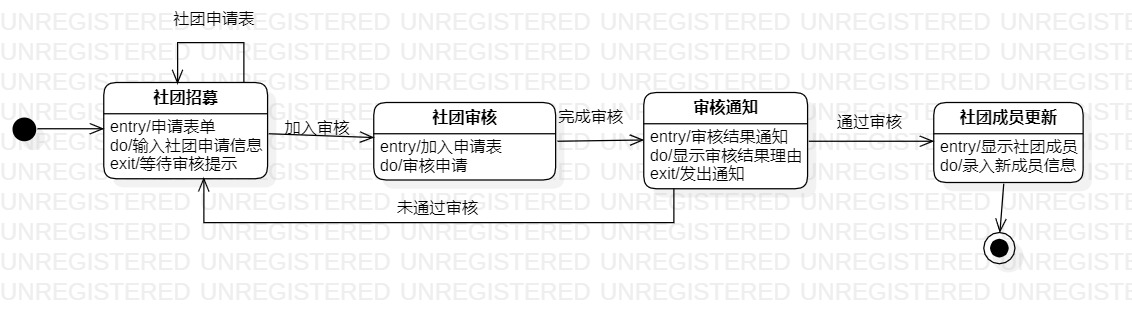 社团申请表
社团招募
entry/申请表单
do/输入社团申请信息
exit/等待审核提示
加入审核
社团审核
entry/加入申请表
do/审核申请
完成审核
审核通知
entry/审核结果通知
do/显示审核结果理由
exit/发出通知
通过审核
社团成员更新
entry/显示社团成员
do/录入新成员信息
未通过审核
UNREGISTERED UNREGISTERED UNREGISTERED UNREGISTERED UNREGISTERED UNREGISTERED